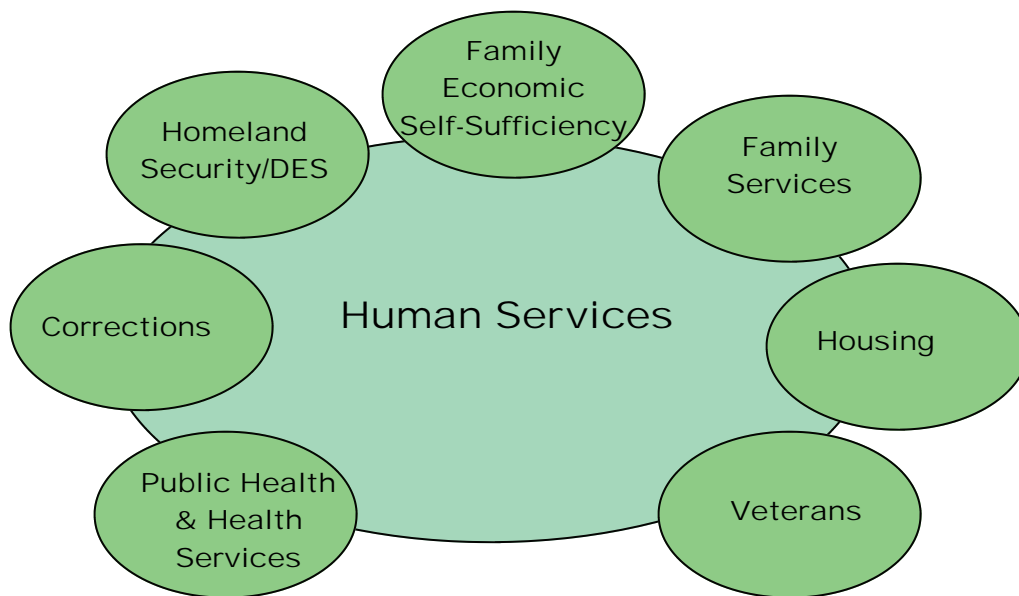 Family
Economic
Self-Sufficiency
Homeland
Security/DES
Family
Services
Human Services
Corrections
Housing
Public Health
& Health
Services
Veterans